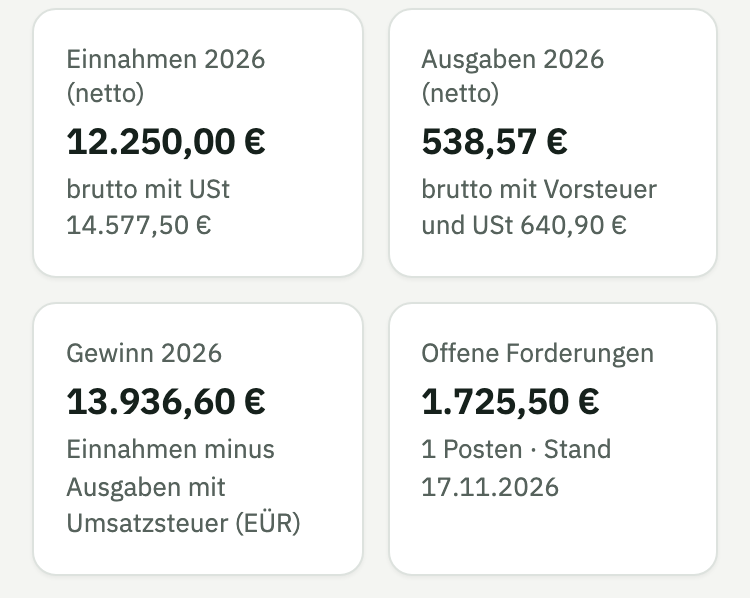 Einnahmen 2026
(netto)
12.250,00 €
brutto mit USt
14.577,50 €
Ausgaben 2026
(netto)
538,57 €
brutto mit Vorsteuer
und USt 640,90 €
Gewinn 2026
13.936,60 €
Einnahmen minus
Ausgaben mit
Umsatzsteuer (EÜR)
Offene Forderungen
1.725,50 €
1 Posten · Stand
17.11.2026